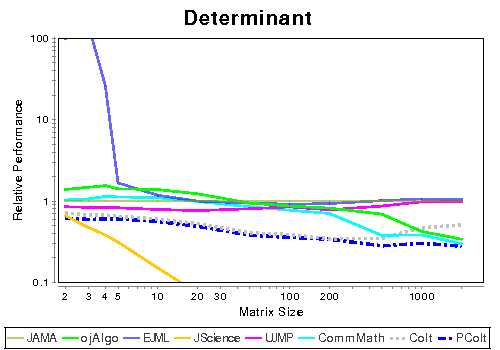 Determinant
100
10
1
0.1
Relative Performance
2 3 4 5 10 20 30 100 200 1000
Matrix Size
JAMA ojAlgo EJML JScience UJMP CommMath Colt PColt